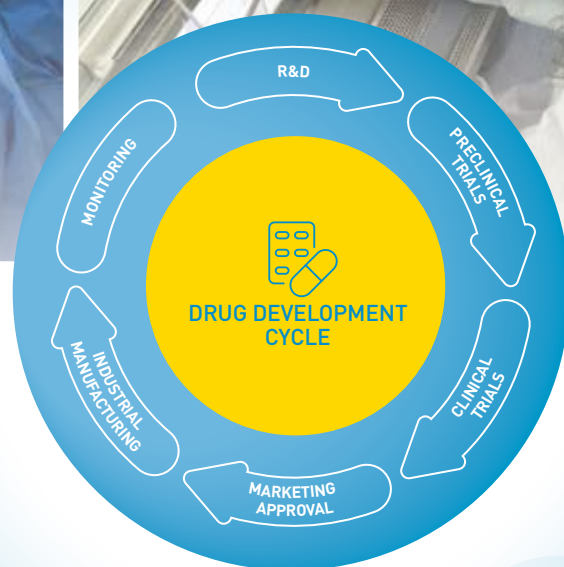 R&D
PRECLINICAL
TRIALS
CLINICAL
TRIALS
MARKETING
APPROVAL
INDUSTRIAL
MANUFACTURING
MONITORING
DRUG DEVELOPMENT
CYCLE